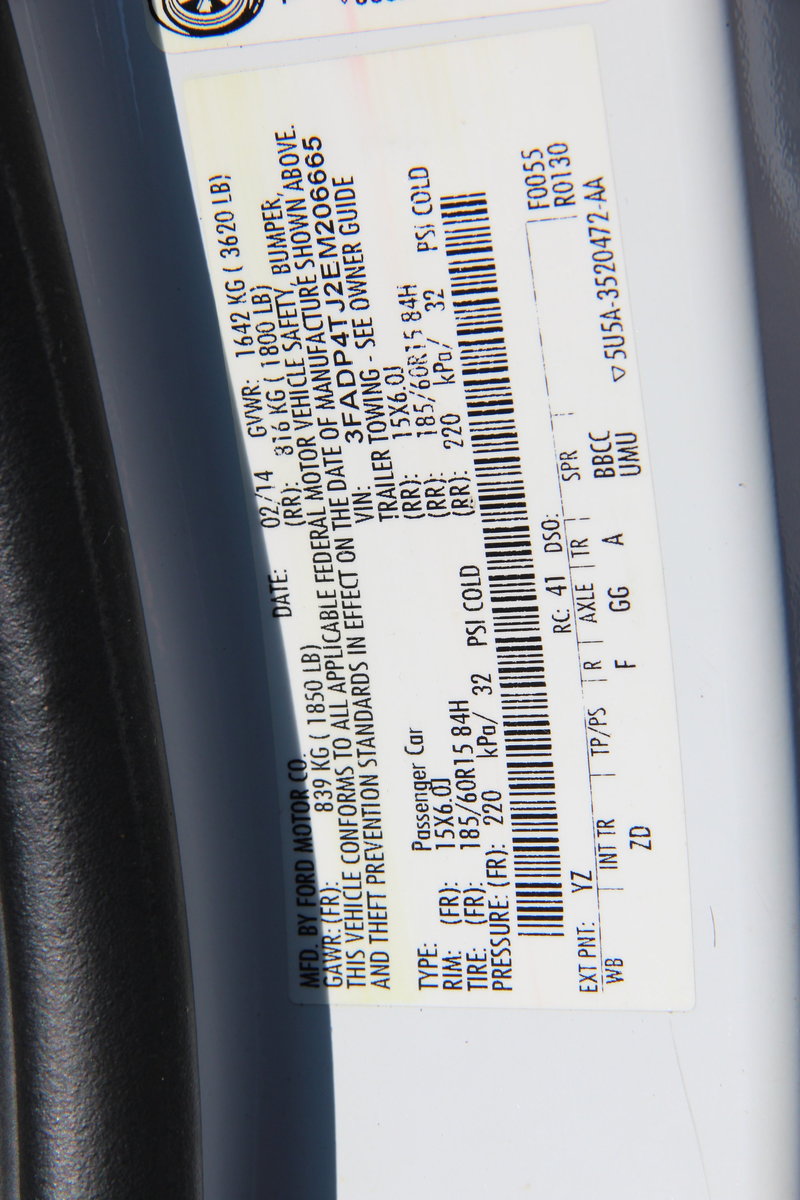 MFD. BY FORD MOTOR CO.
DATE: 02/14 GVWR: 1642 KG ( 3620 LB)
GAWR: (FR): 839 KG ( 1850 LB) (RR): 816 KG ( 1800 LB)
THIS VEHICLE CONFORMS TO ALL APPLICABLE FEDERAL MOTOR VEHICLE SAFETY, BUMPER,
AND THEFT PREVENTION STANDARDS IN EFFECT ON THE DATE OF MANUFACTURE SHOWN ABOVE.
VIN: 3FADP4TJ2EM206665
TYPE: Passenger Car TRAILER TOWING - SEE OWNER GUIDE
RIM: (FR): 15X6.0J (RR): 15X6.0J
TIRE: (FR): 185/60R15 84H (RR): 185/60R15 84H
PRESSURE: (FR): 220 kPa/ 32 PSI COLD (RR): 220 kPa/ 32 PSI COLD
EXT PNT: YZ RC: 41 DSO: F0055
R0130
WB INT TR TP/PS R AXLE TR SPR
ZD F GG A BBCC
UMU
▽5U5A-3520472-AA